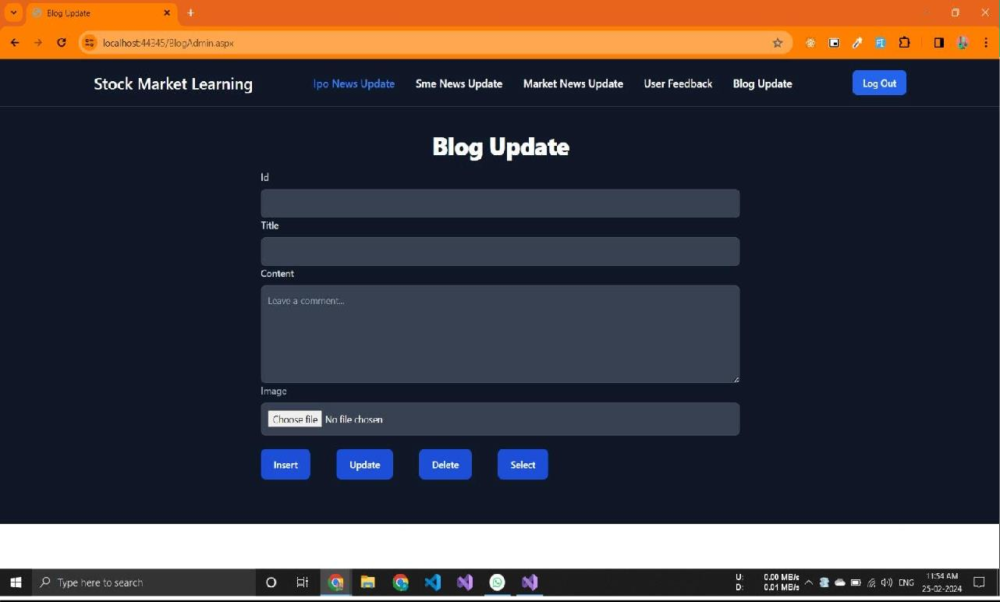 Blog Update
localhost:44345/BlogAdmin.aspx
Stock Market Learning
Ipo News Update
Sme News Update
Market News Update
User Feedback
Blog Update
Log Out
Blog Update
Id
Title
Content
Leave a comment...
Image
Choose file No file chosen
Insert
Update
Delete
Select
Type here to search
U: 0.00 MB/s
D: 0.01 MB/s
ENG
11:54 AM
25-02-2024